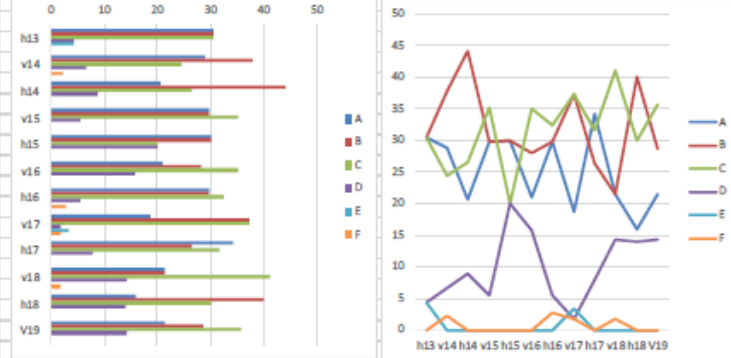 0 10 20 30 40 50
h13
v14
h14
v15
h15
v16
h16
v17
h17
v18
h18
V19
A
B
C
D
E
F
50
45
40
35
30
25
20
15
10
5
0
h13 v14 h14 v15 h15 v16 h16 v17 h17 v18 h18 V19
A
B
C
D
E
F